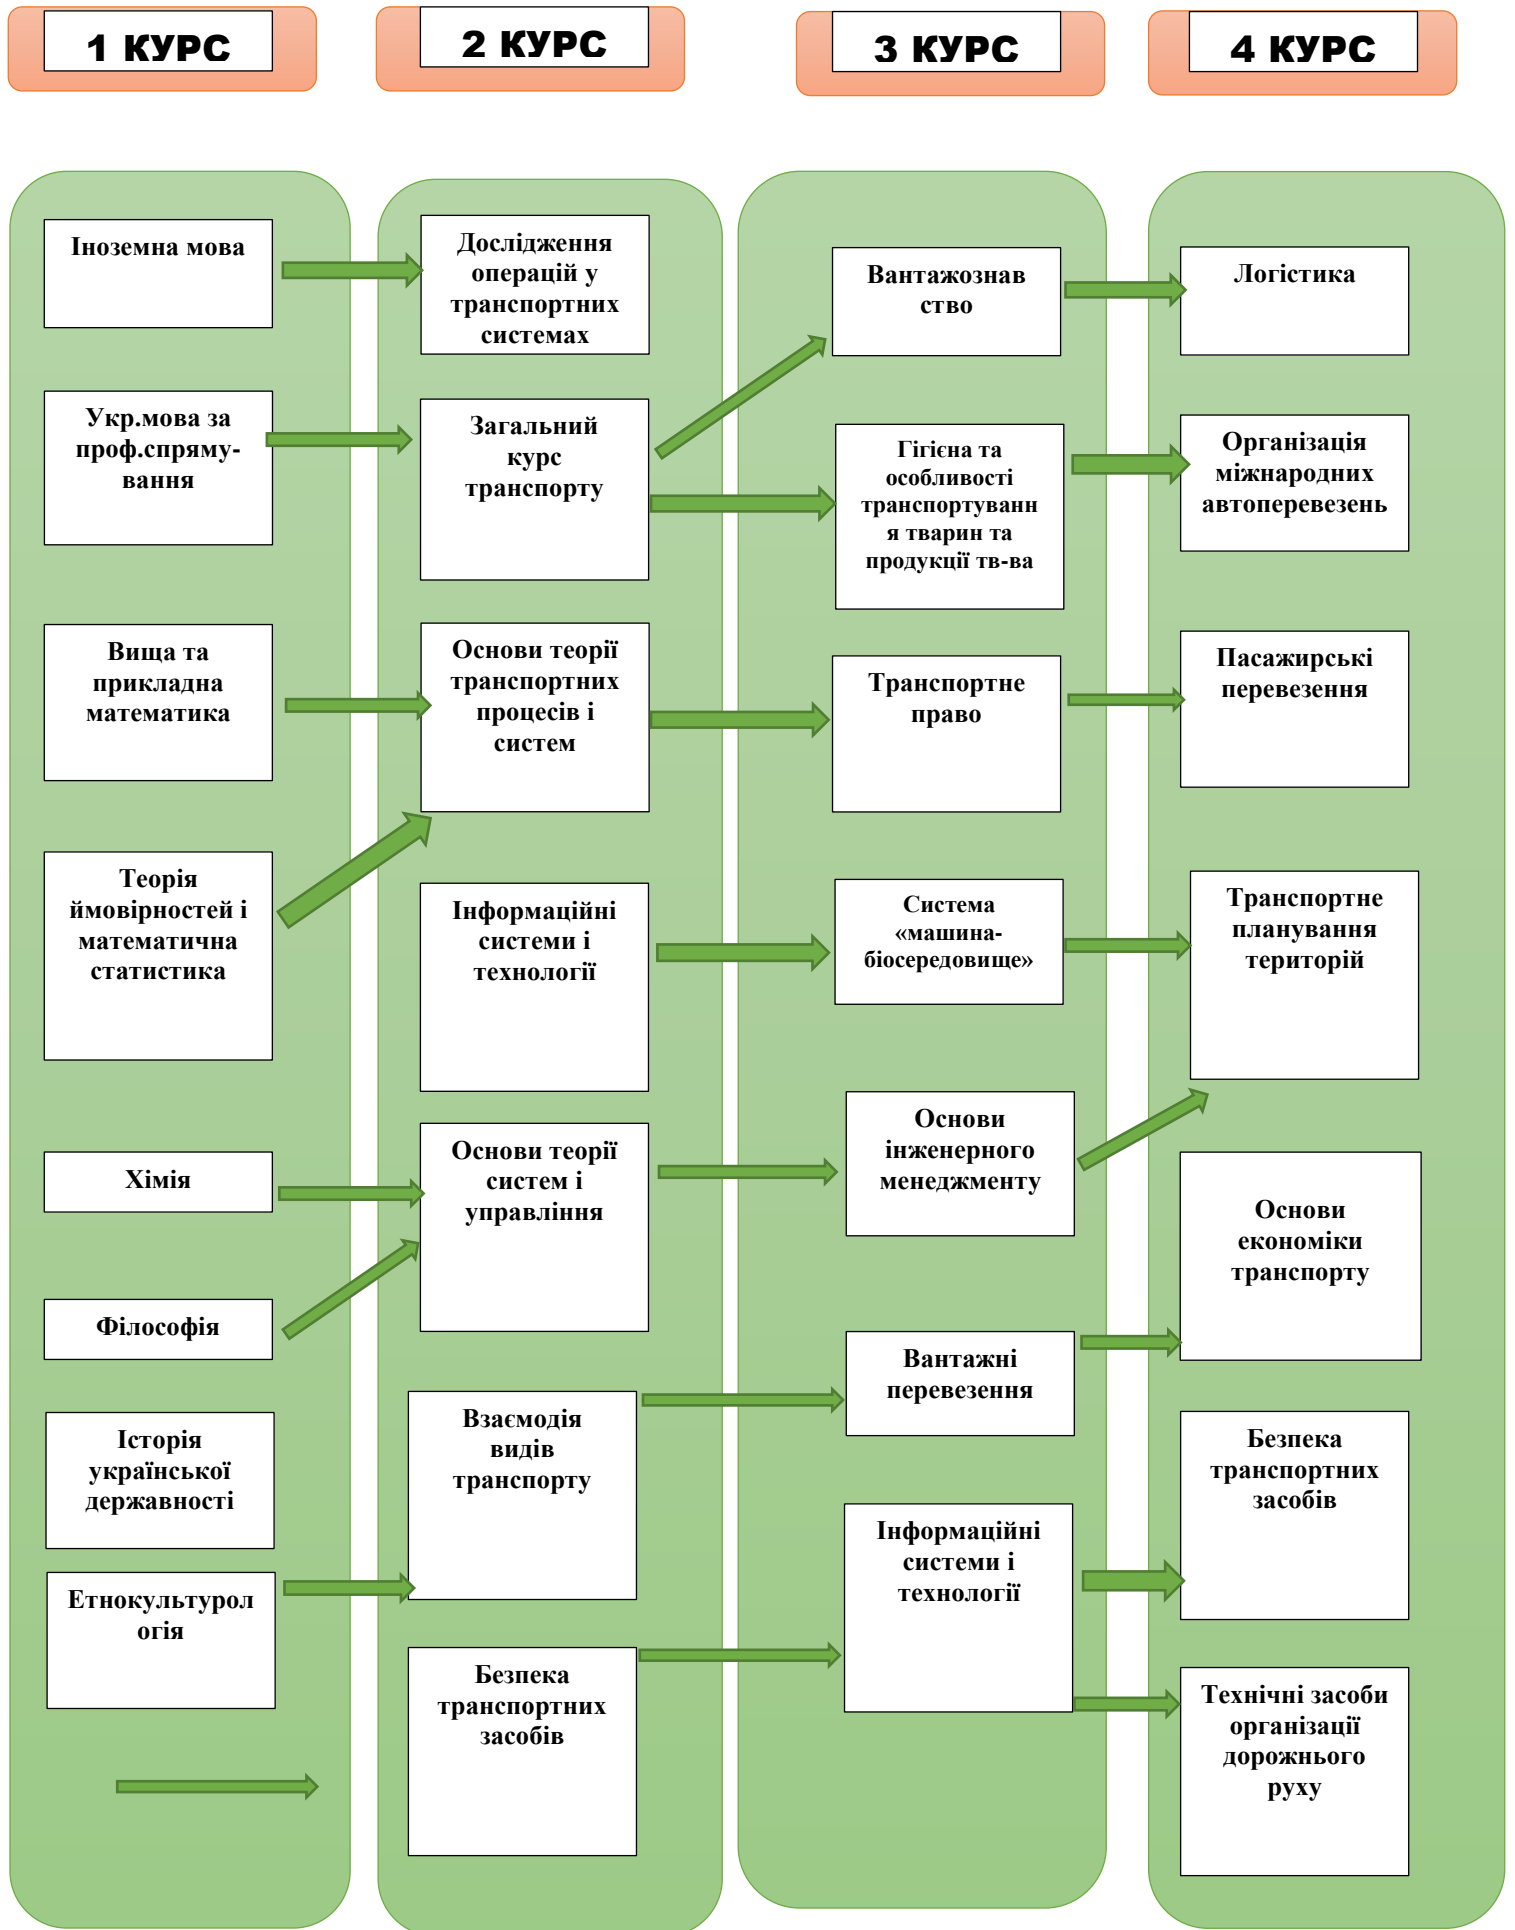 1 КУРС
2 КУРС
3 КУРС
4 КУРС
Іноземна мова
Укр.мова за
проф.спряму-
вання
Вища та
прикладна
математика
Теорія
ймовірностей і
математична
статистика
Хімія
Філософія
Історія
української
державності
Етнокультурол
огія
Дослідження
операцій у
транспортних
системах
Загальний
курс
транспорту
Основи теорії
транспортних
процесів і
систем
Інформаційні
системи і
технології
Основи теорії
систем і
управління
Взаємодія
видів
транспорту
Безпека
транспортних
засобів
Вантажознав
ство
Гігієна та
особливості
транспортуванн
я тварин та
продукції тв-ва
Транспортне
право
Система
«машина-
біосередовище»
Основи
інженерного
менеджменту
Вантажні
перевезення
Інформаційні
системи і
технології
Логістика
Організація
міжнародних
автоперевезень
Пасажирські
перевезення
Транспортне
планування
територій
Основи
економіки
транспорту
Безпека
транспортних
засобів
Технічні засоби
організації
дорожнього
руху